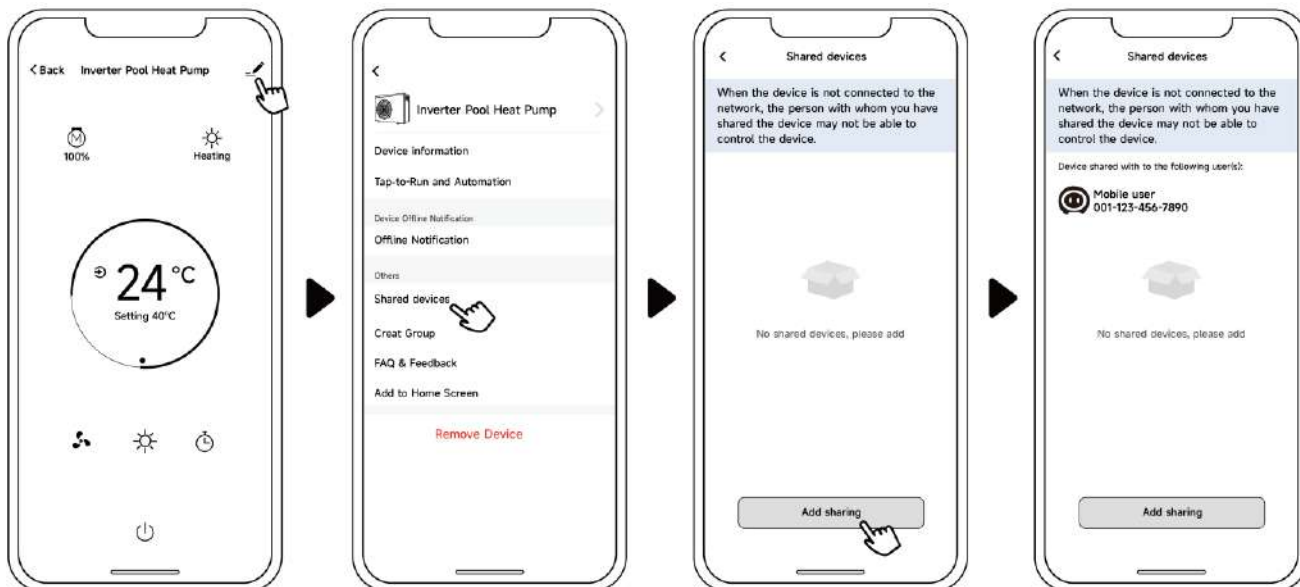 < Back Inverter Pool Heat Pump
M
100%
Heating
24 °C
Setting 40°C
<
Inverter Pool Heat Pump >
Device information
Tap-to-Run and Automation
Device Offline Notification
Offline Notification
Others
Shared devices
Creat Group
FAQ & Feedback
Add to Home Screen
Remove Device
< Shared devices
When the device is not connected to the
network, the person with whom you have
shared the device may not be able to
control the device.
No shared devices, please add
Add sharing
< Shared devices
When the device is not connected to the
network, the person with whom you have
shared the device may not be able to
control the device.
Device shared with to the following user(s):
Mobile user
001-123-456-7890
No shared devices, please add
Add sharing